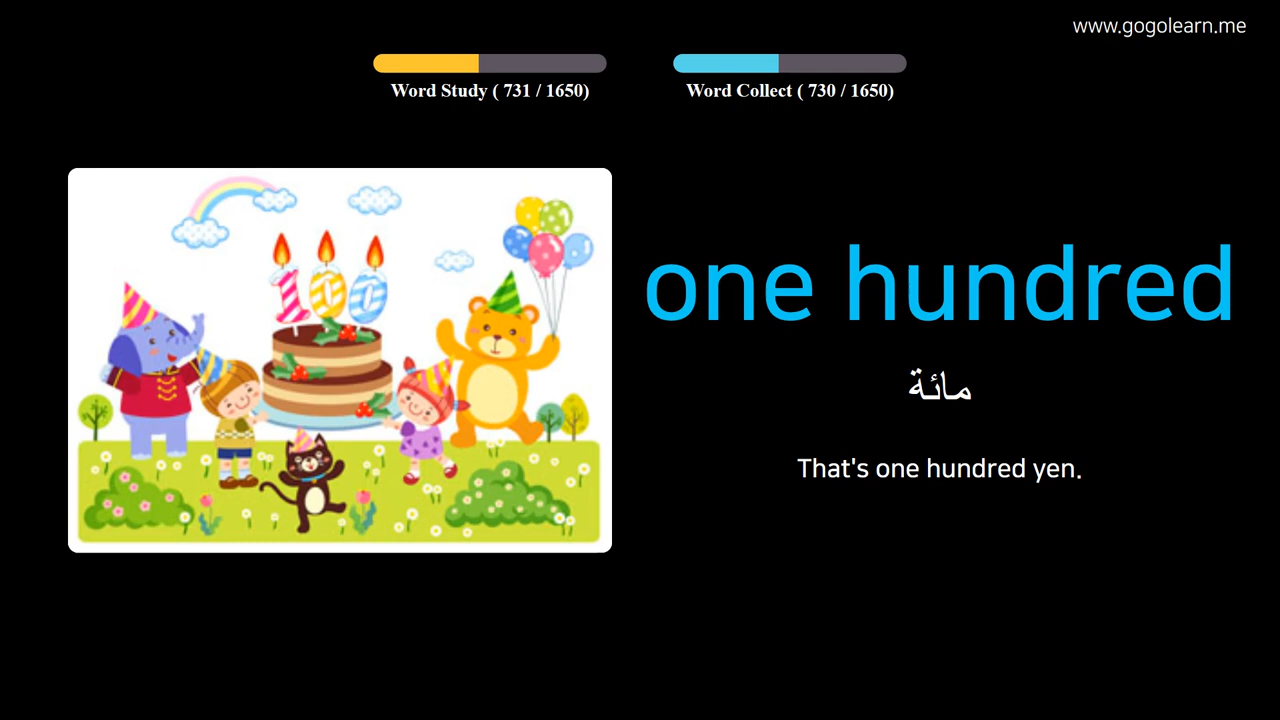 www.gogolearn.me
Word Study ( 731 / 1650)
Word Collect ( 730 / 1650)
100
one hundred
مائة
That's one hundred yen.